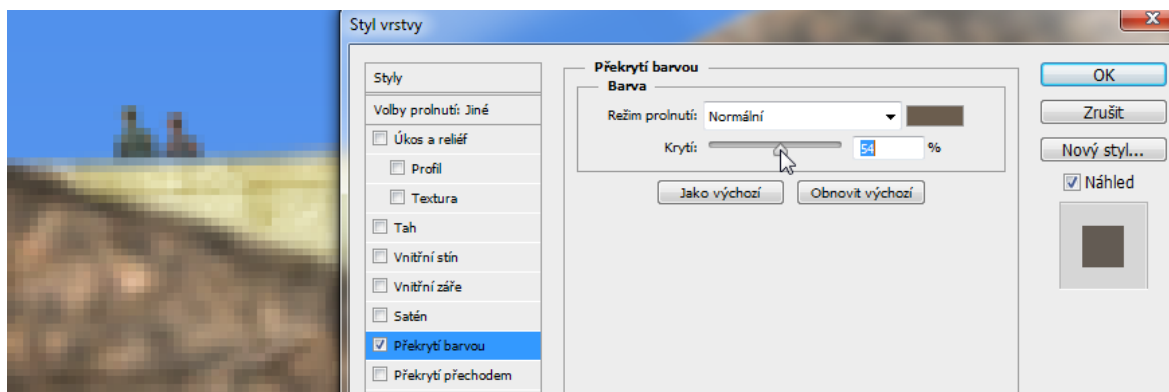 Styl vrstvy
Styly
Volby prolnutí: Jiné
Úkos a reliéf
Profil
Textura
Tah
Vnitřní stín
Vnitřní záře
Satén
Překrytí barvou
Překrytí přechodem
Překrytí barvou
Barva
Režim prolnutí: Normální
Krytí: 54 %
Jako výchozí Obnovit výchozí
OK
Zrušit
Nový styl...
Náhled